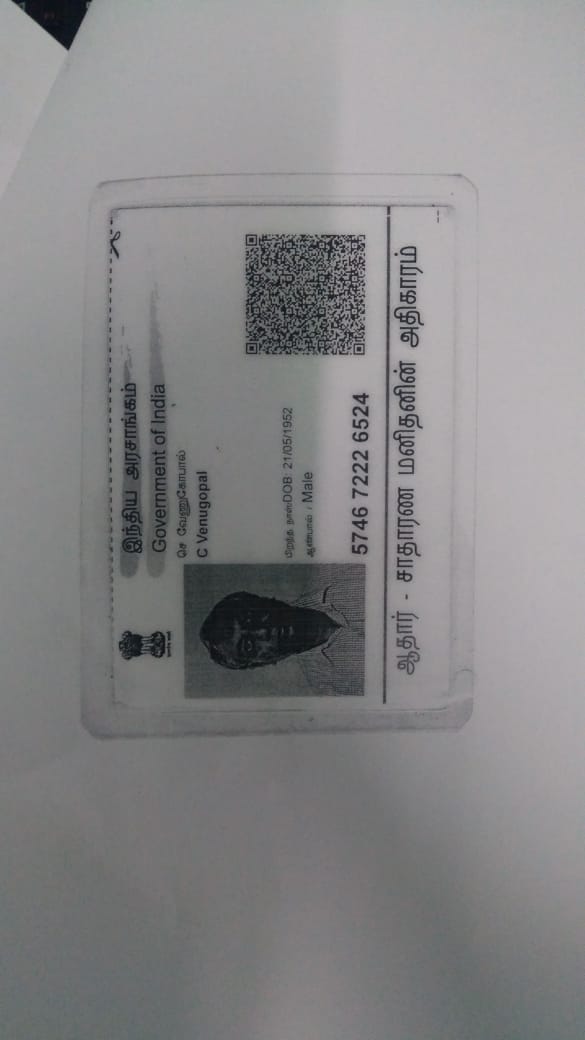 இந்திய அரசாங்கம்
Government of India
செ வேணுகோபால்
C Venugopal
பிறந்த நாள்/DOB: 21/05/1952
ஆண்பால் / Male
5746 7222 6524
ஆதார் - சாதாரண மனிதனின் அதிகாரம்